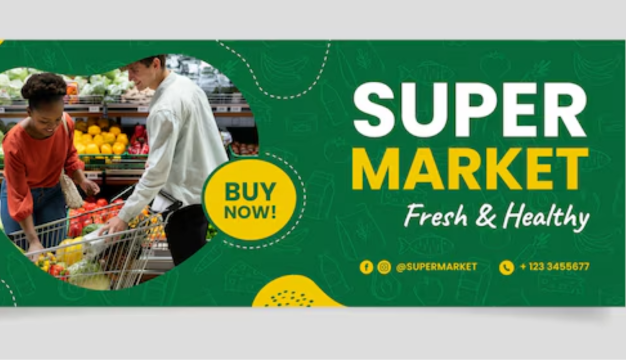 SUPER
MARKET
Fresh & Healthy
BUY
NOW!
@SUPERMARKET
+ 123 3455677